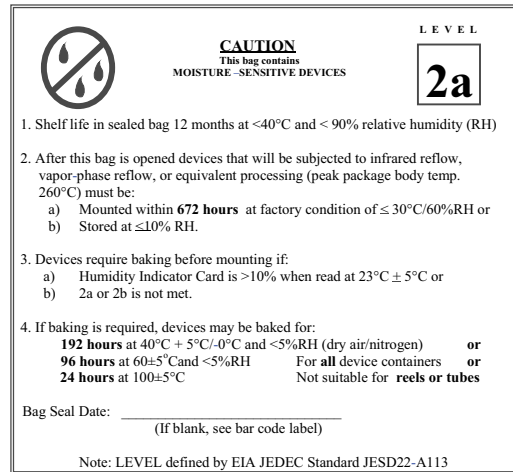 L E V E L
CAUTION
This bag contains
MOISTURE –SENSITIVE DEVICES
2a
1. Shelf life in sealed bag 12 months at <40°C and < 90% relative humidity (RH)
2. After this bag is opened devices that will be subjected to infrared reflow,
vapor-phase reflow, or equivalent processing (peak package body temp.
260°C) must be:
a) Mounted within 672 hours at factory condition of ≤ 30°C/60%RH or
b) Stored at ≤10% RH.
3. Devices require baking before mounting if:
a) Humidity Indicator Card is >10% when read at 23°C ± 5°C or
b) 2a or 2b is not met.
4. If baking is required, devices may be baked for:
192 hours at 40°C + 5°C/-0°C and <5%RH (dry air/nitrogen) or
96 hours at 60±5°Cand <5%RH For all device containers or
24 hours at 100±5°C Not suitable for reels or tubes
Bag Seal Date: ________________________________
(If blank, see bar code label)
Note: LEVEL defined by EIA JEDEC Standard JESD22-A113